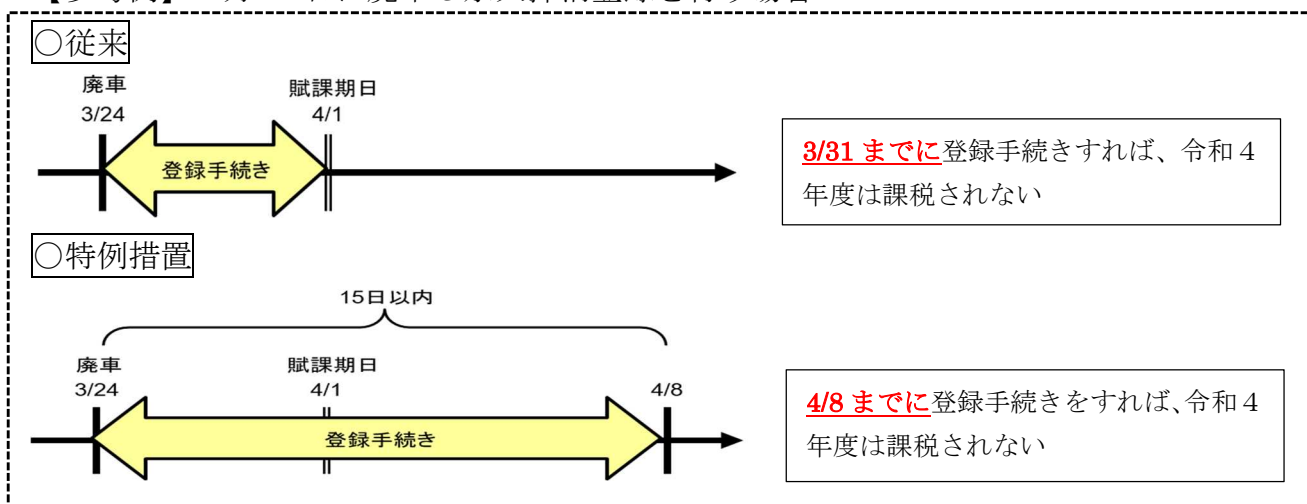 ○従来
廃車
3/24
賦課期日
4/1
登録手続き
3/31 までに登録手続きすれば、令和４
年度は課税されない
○特例措置
15日以内
廃車
3/24
賦課期日
4/1
4/8
登録手続き
4/8 までに登録手続きをすれば、令和４
年度は課税されない